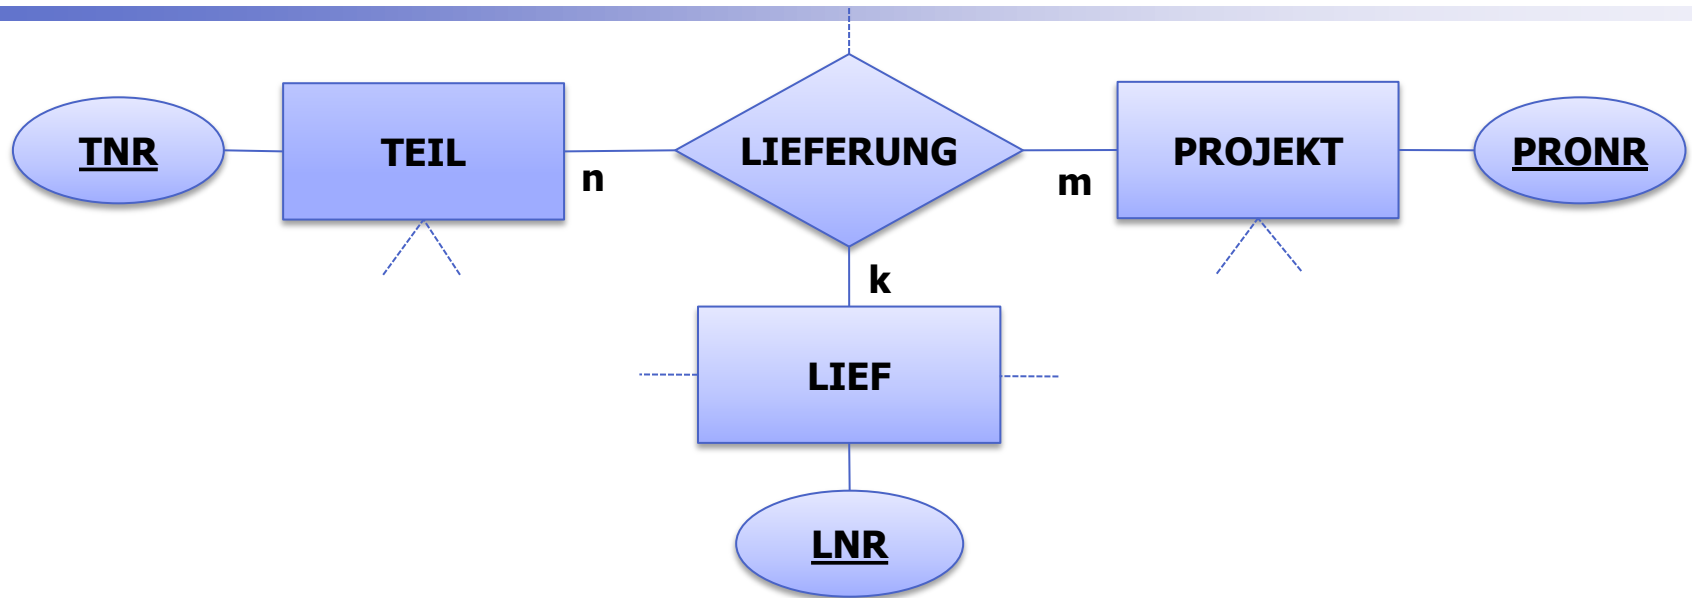 TNR
TEIL
n
LIEFERUNG
m
PROJEKT
PRONR
k
LIEF
LNR